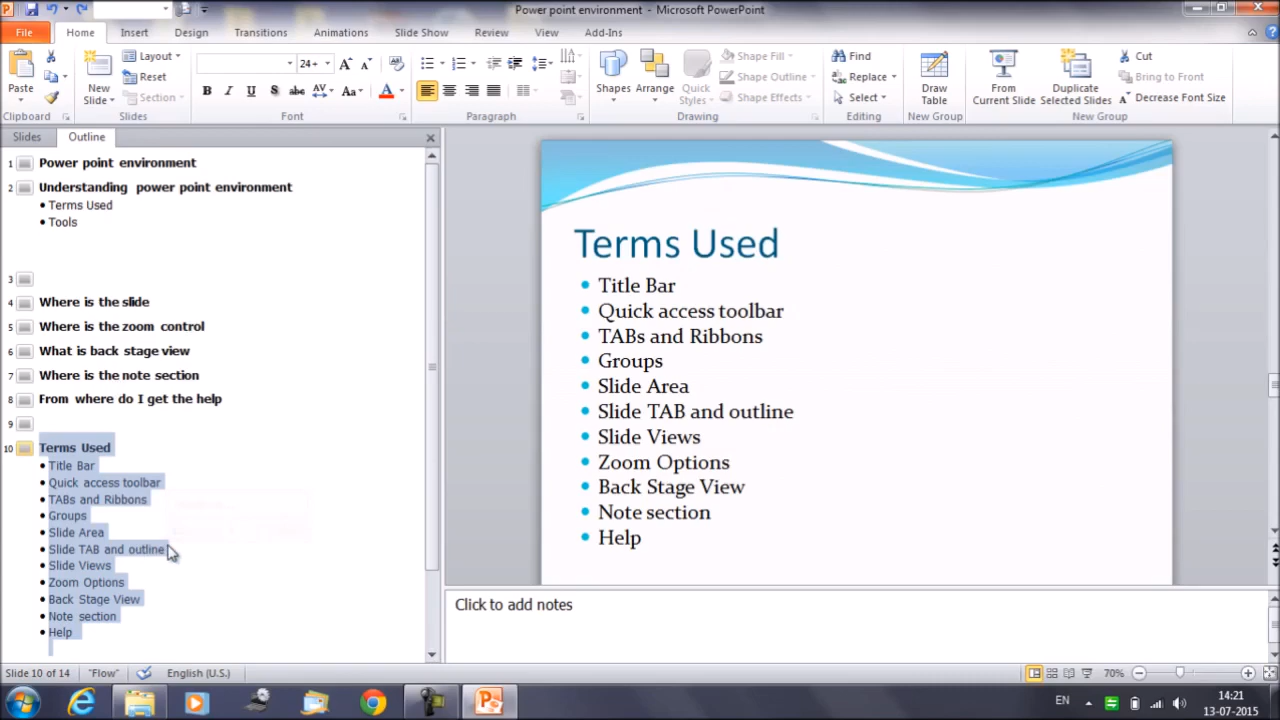 Power point environment - Microsoft PowerPoint
File Home Insert Design Transitions Animations Slide Show Review View Add-Ins
Paste
Clipboard
New Slide
Layout
Reset
Section
Slides
24+
B I U S abc AV Aa A
Font
Paragraph
Shapes
Arrange
Quick Styles
Shape Fill
Shape Outline
Shape Effects
Drawing
Find
Replace
Select
Editing
Draw Table
New Group
From Current Slide
Duplicate Selected Slides
Cut
Bring to Front
Decrease Font Size
New Group
Slides Outline
1 Power point environment
2 Understanding power point environment
• Terms Used
• Tools
3
4 Where is the slide
5 Where is the zoom control
6 What is back stage view
7 Where is the note section
8 From where do I get the help
9
10 Terms Used
• Title Bar
• Quick access toolbar
• TABs and Ribbons
• Groups
• Slide Area
• Slide TAB and outline
• Slide Views
• Zoom Options
• Back Stage View
• Note section
• Help
Terms Used
• Title Bar
• Quick access toolbar
• TABs and Ribbons
• Groups
• Slide Area
• Slide TAB and outline
• Slide Views
• Zoom Options
• Back Stage View
• Note section
• Help
Click to add notes
Slide 10 of 14 "Flow" English (U.S.) 70%
EN 14:21
13-07-2015